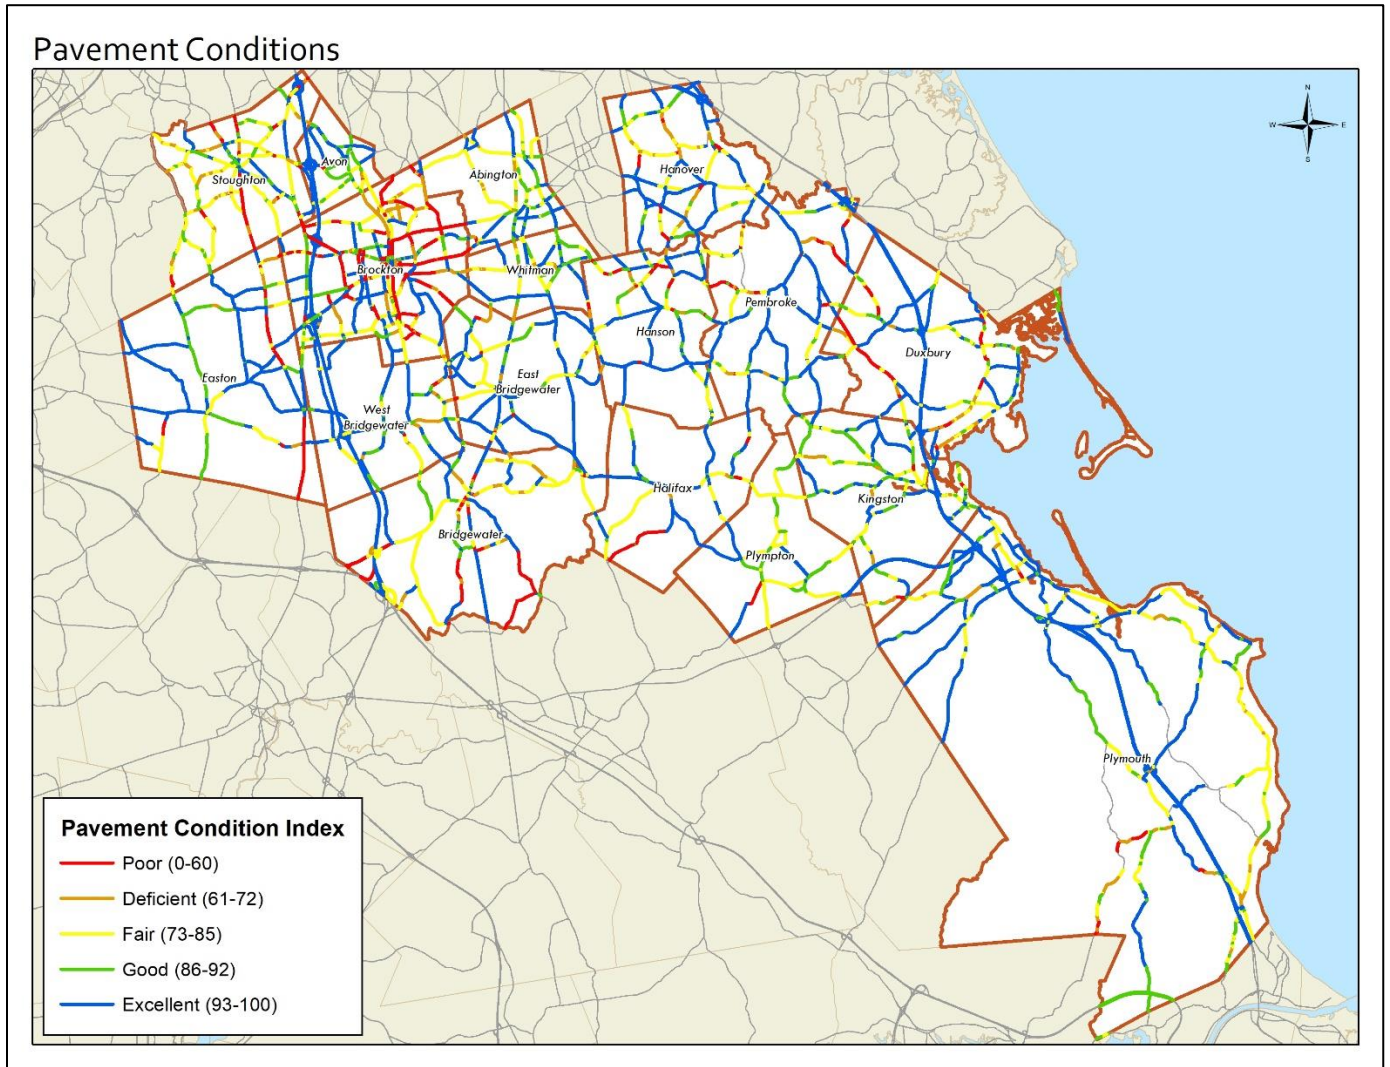 Pavement Conditions
N
W E
S
Avon
Stoughton
Abington
Hanover
Brockton
Whitman
Pembroke
Hanson
Duxbury
Easton
East
Bridgewater
West
Bridgewater
Halifax
Kingston
Bridgewater
Plympton
Plymouth
Pavement Condition Index
Poor (0-60)
Deficient (61-72)
Fair (73-85)
Good (86-92)
Excellent (93-100)